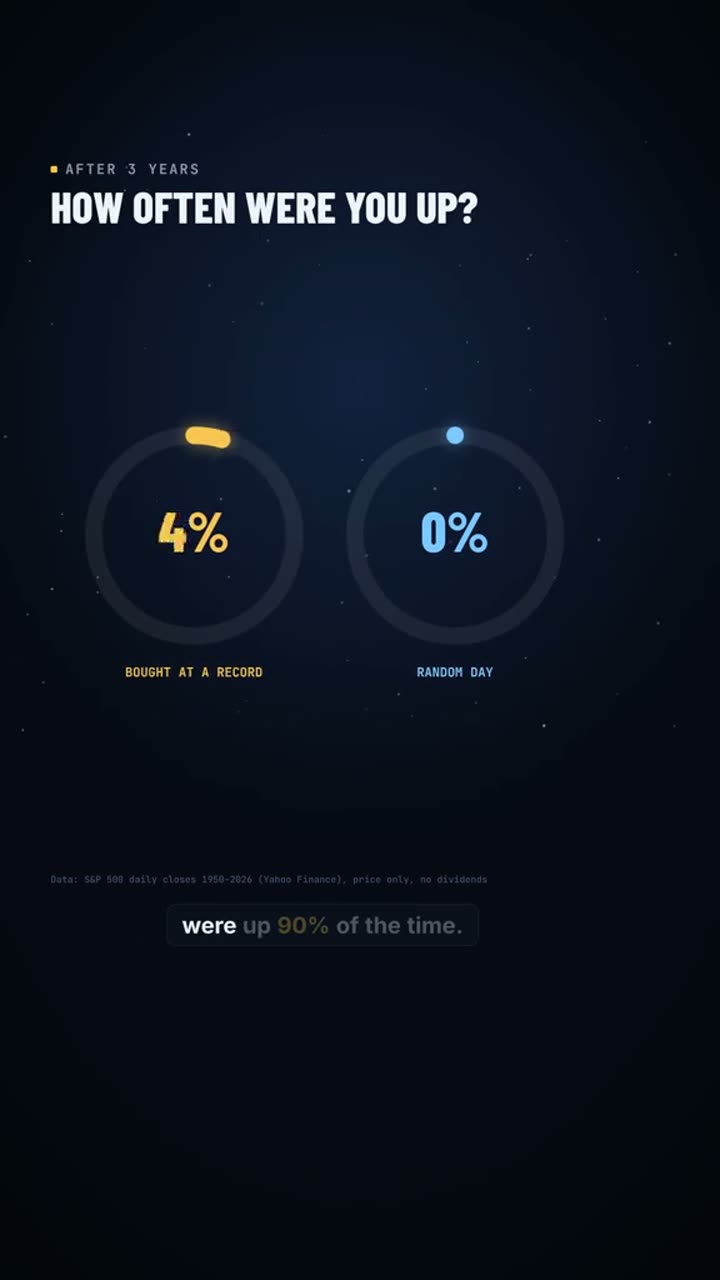 AFTER 3 YEARS
HOW OFTEN WERE YOU UP?
4%
0%
BOUGHT AT A RECORD
RANDOM DAY
Data: S&P 500 daily closes 1950-2026 (Yahoo Finance), price only, no dividends
were up 90% of the time.